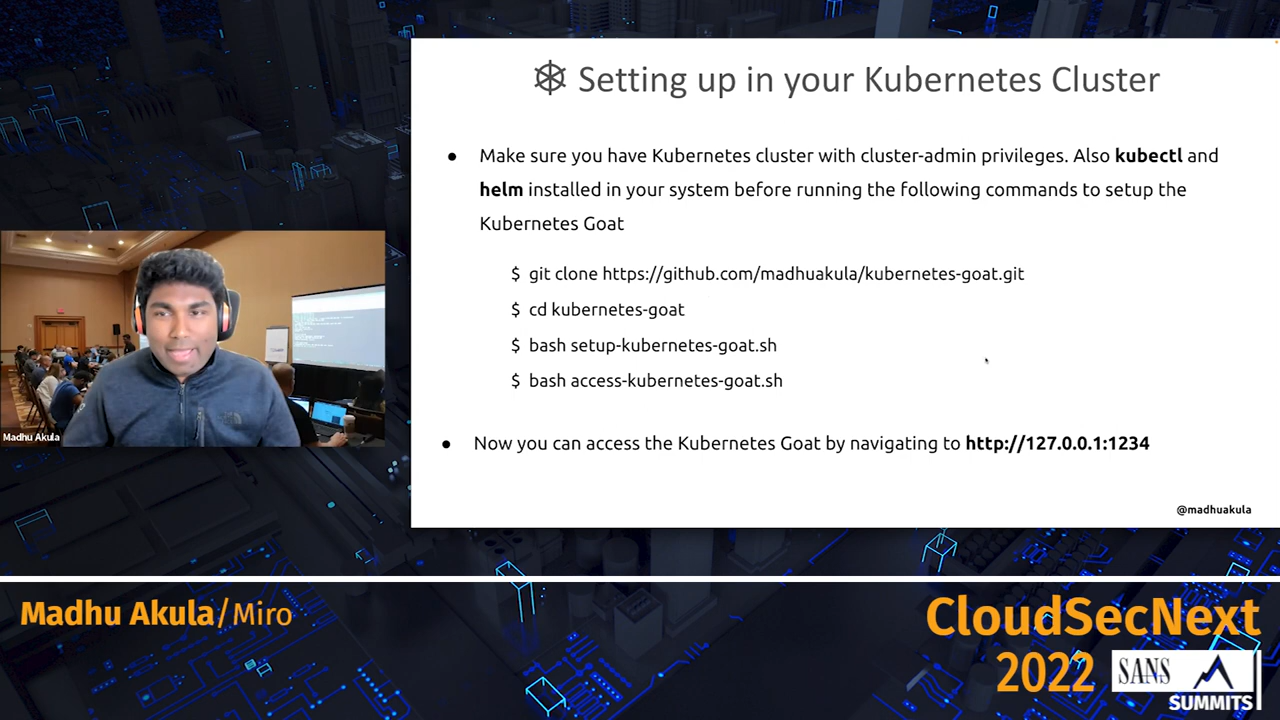 Setting up in your Kubernetes Cluster
● Make sure you have Kubernetes cluster with cluster-admin privileges. Also kubectl and
helm installed in your system before running the following commands to setup the
Kubernetes Goat
$ git clone https://github.com/madhuakula/kubernetes-goat.git
$ cd kubernetes-goat
$ bash setup-kubernetes-goat.sh
$ bash access-kubernetes-goat.sh
● Now you can access the Kubernetes Goat by navigating to http://127.0.0.1:1234
@madhuakula
Madhu Akula
Madhu Akula/Miro
CloudSecNext
2022
SANS
SUMMITS